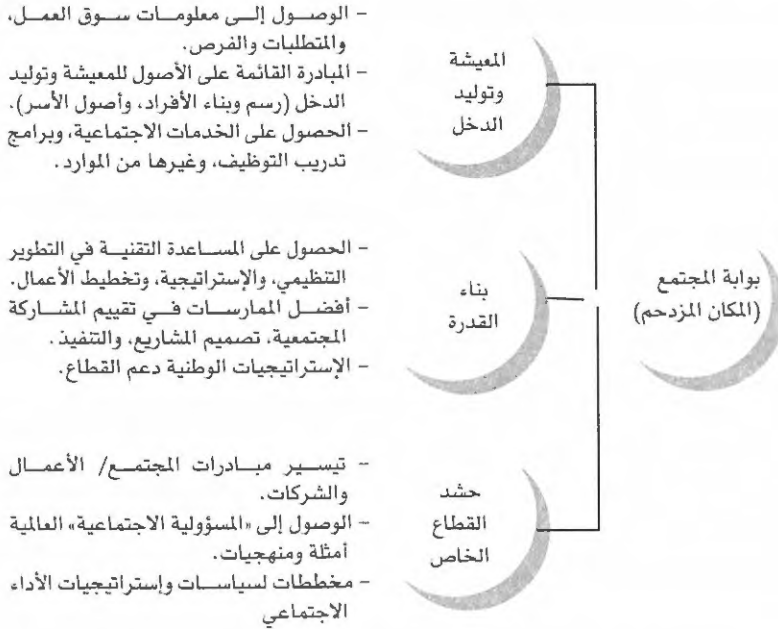 بوابة المجتمع
(المكان المزدحم)
المعيشة
وتوليد
الدخل
- الوصول إلى معلومات سوق العمل،
والمتطلبات والفرص.
- المبادرة القائمة على الأصول للمعيشة وتوليد
الدخل (رسم وبناء الأفراد، وأصول الأسر).
- الحصول على الخدمات الاجتماعية، وبرامج
تدريب التوظيف، وغيرها من الموارد.
بناء
القدرة
- الحصول على المساعدة التقنية في التطوير
التنظيمي، والإستراتيجية، وتخطيط الأعمال.
- أفضل الممارسات في تقييم المشاركة
المجتمعية، تصميم المشاريع، والتنفيذ.
- الإستراتيجيات الوطنية دعم القطاع.
حشد
القطاع
الخاص
- تيسير مبادرات المجتمع/ الأعمال
والشركات.
- الوصول إلى «المسؤولية الاجتماعية» العالمية
أمثلة ومنهجيات.
- مخططات لسياسات وإستراتيجيات الأداء
الاجتماعي